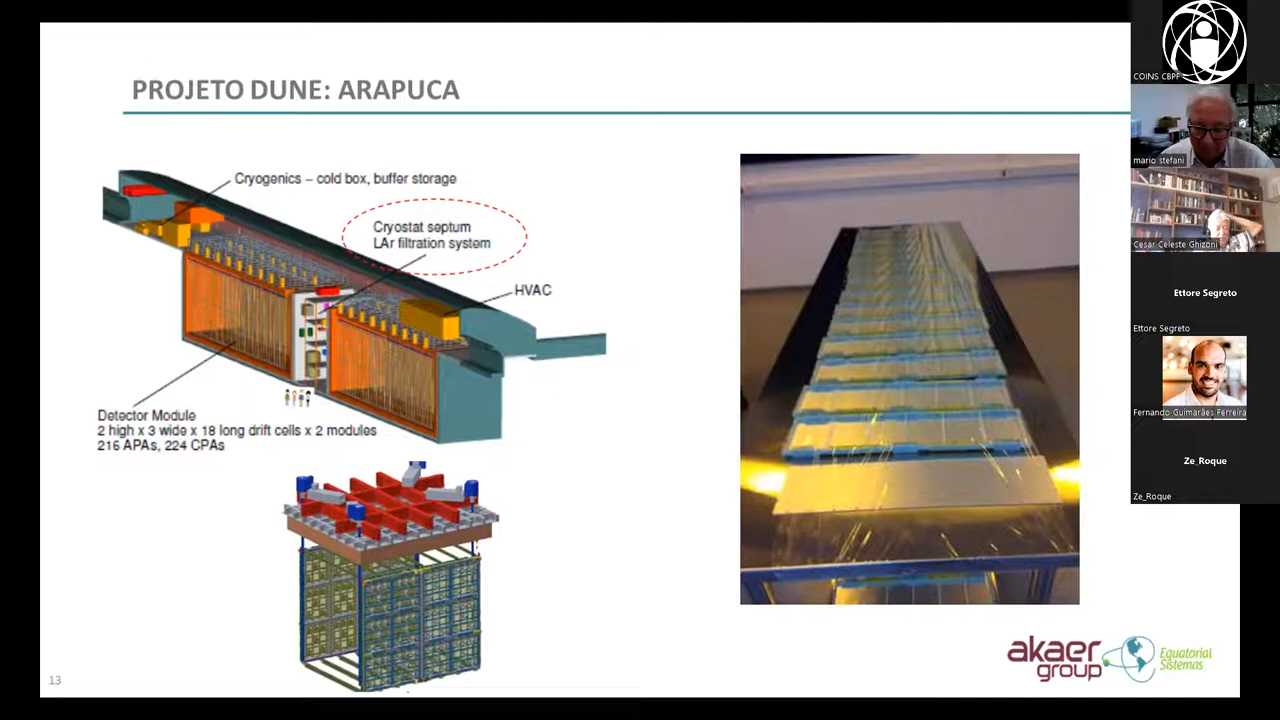 PROJETO DUNE: ARAPUCA
Cryogenics – cold box, buffer storage
Cryostat septum
LAr filtration system
HVAC
Detector Module
2 high x 3 wide x 18 long drift cells x 2 modules
216 APAs, 224 CPAs
13
akaer
group
Equatorial
Sistemas
COINS CBPF
mario stefani
Cesar Celeste Ghizoni
Ettore Segreto
Ettore Segreto
Fernando Guimarães Ferreira
Ze_Roque
Ze_Roque